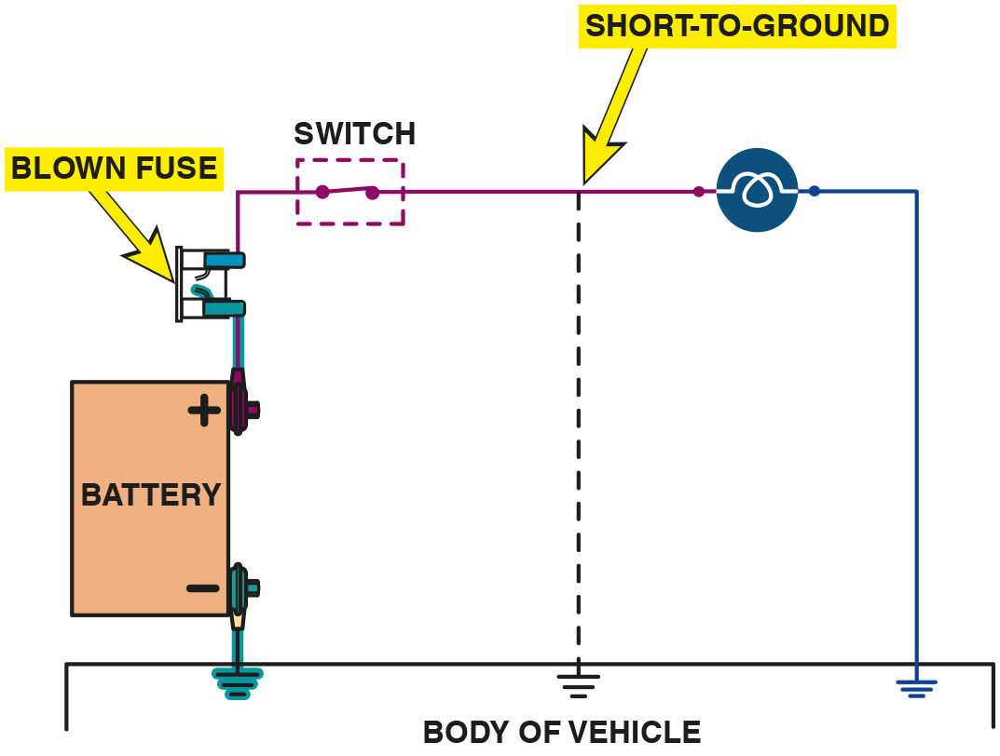 SHORT-TO-GROUND
SWITCH
BLOWN FUSE
+
BATTERY
–
BODY OF VEHICLE